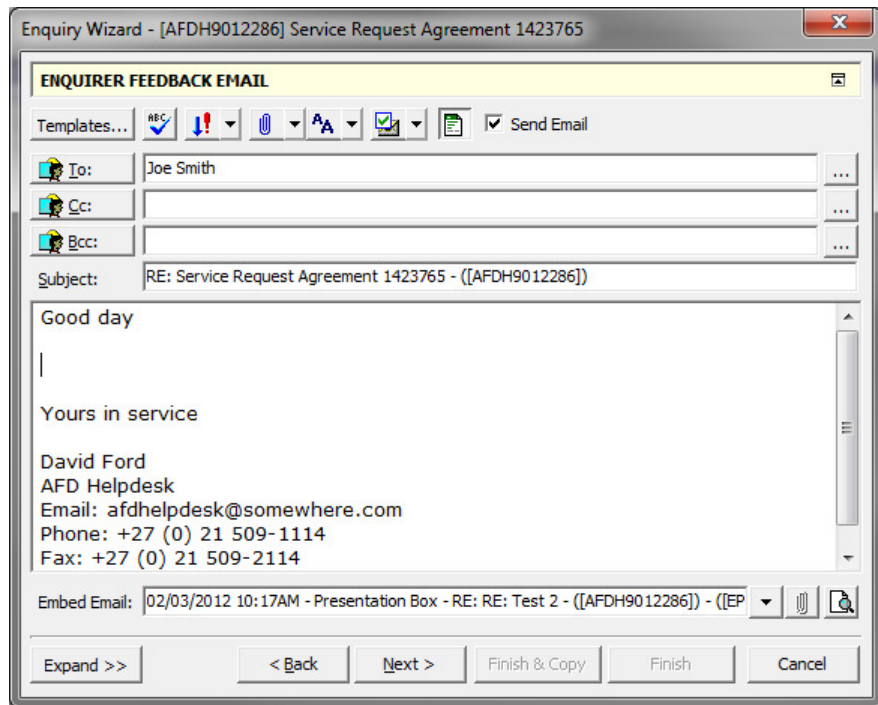 Enquiry Wizard - [AFDH9012286] Service Request Agreement 1423765
X
ENQUIRER FEEDBACK EMAIL
Templates... ABC AA Send Email
To: Joe Smith ...
Cc: ...
Bcc: ...
Subject: RE: Service Request Agreement 1423765 - ([AFDH9012286])
Good day
Yours in service
David Ford
AFD Helpdesk
Email: afdhelpdesk@somewhere.com
Phone: +27 (0) 21 509-1114
Fax: +27 (0) 21 509-2114
Embed Email: 02/03/2012 10:17AM - Presentation Box - RE: RE: Test 2 - ([AFDH9012286]) - ([EP
Expand >> < Back Next > Finish & Copy Finish Cancel